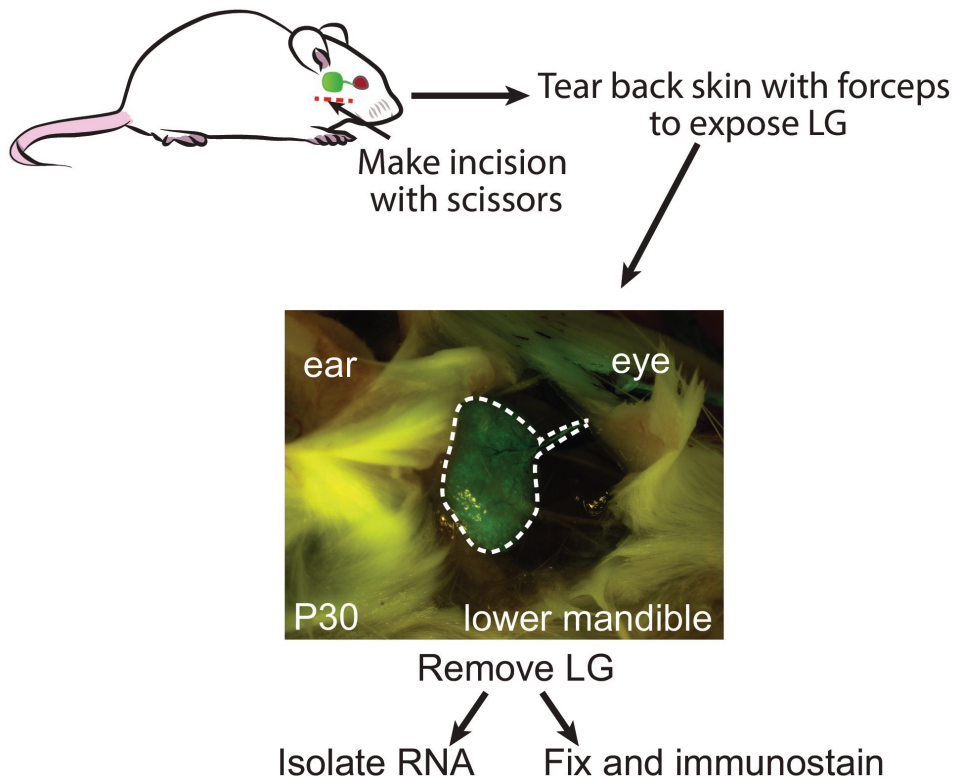 Tear back skin with forceps
to expose LG
Make incision
with scissors
ear
eye
P30
lower mandible
Remove LG
Isolate RNA
Fix and immunostain